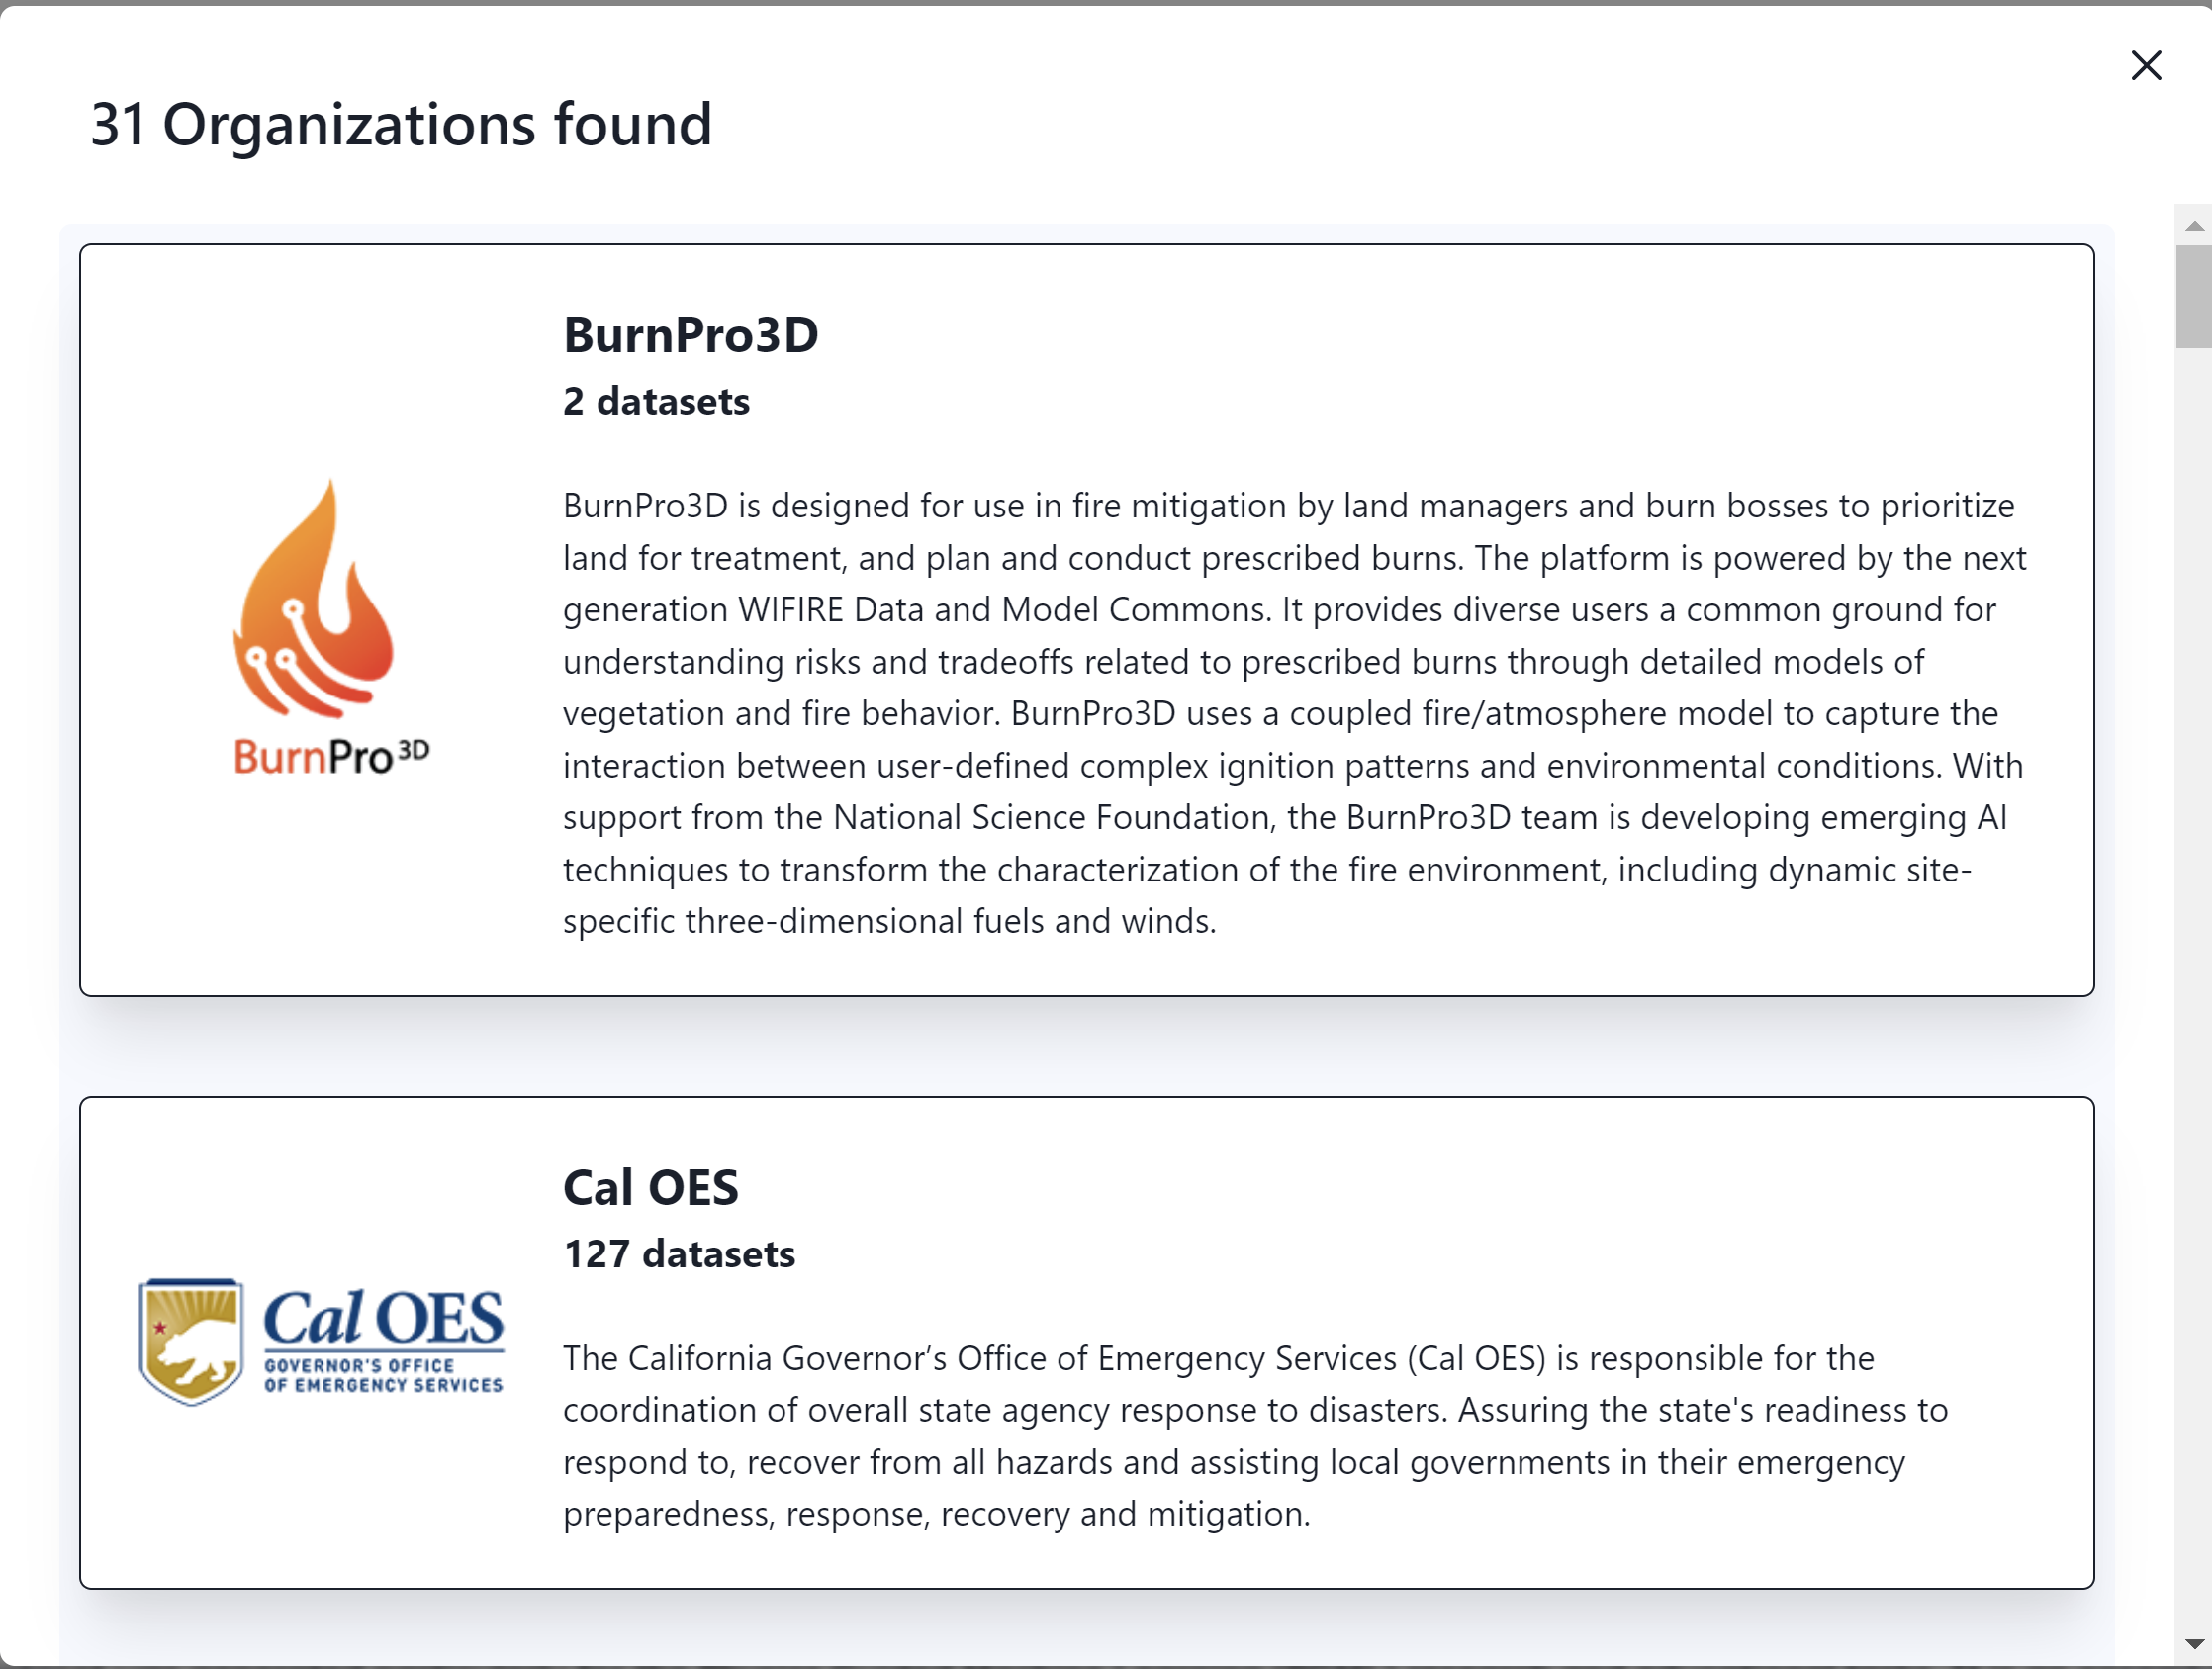 31 Organizations found
BurnPro3D
2 datasets
BurnPro3D is designed for use in fire mitigation by land managers and burn bosses to prioritize
land for treatment, and plan and conduct prescribed burns. The platform is powered by the next
generation WIFIRE Data and Model Commons. It provides diverse users a common ground for
understanding risks and tradeoffs related to prescribed burns through detailed models of
vegetation and fire behavior. BurnPro3D uses a coupled fire/atmosphere model to capture the
interaction between user-defined complex ignition patterns and environmental conditions. With
support from the National Science Foundation, the BurnPro3D team is developing emerging AI
techniques to transform the characterization of the fire environment, including dynamic site-
specific three-dimensional fuels and winds.
BurnPro3D
Cal OES
127 datasets
The California Governor’s Office of Emergency Services (Cal OES) is responsible for the
coordination of overall state agency response to disasters. Assuring the state's readiness to
respond to, recover from all hazards and assisting local governments in their emergency
preparedness, response, recovery and mitigation.
Cal OES
GOVERNOR'S OFFICE
OF EMERGENCY SERVICES